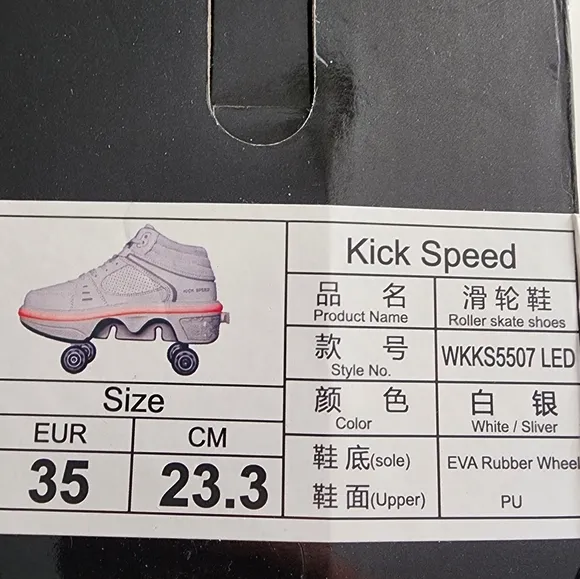 Kick Speed
品 名
Product Name
滑轮鞋
Roller skate shoes
款 号
Style No.
WKKS5507 LED
颜 色
Color
白 银
White / Sliver
鞋 底(sole)
EVA Rubber Wheel
鞋 面(Upper)
PU
KICK SPEED
Size
EUR
CM
35
23.3